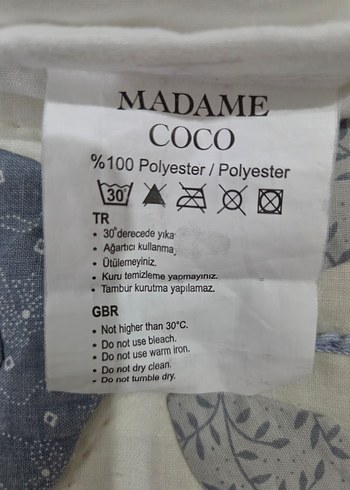 MADAME
COCO
%100 Polyester / Polyester
30
TR
• 30°derecede yıka
• Ağartıcı kullanma
• Ütülemeyiniz.
• Kuru temizleme yapmayınız.
• Tambur kurutma yapılamaz.
GBR
• Not higher than 30°C.
• Do not use bleach.
• Do not use warm iron.
• Do not dry clean.
• Do not tumble dry.